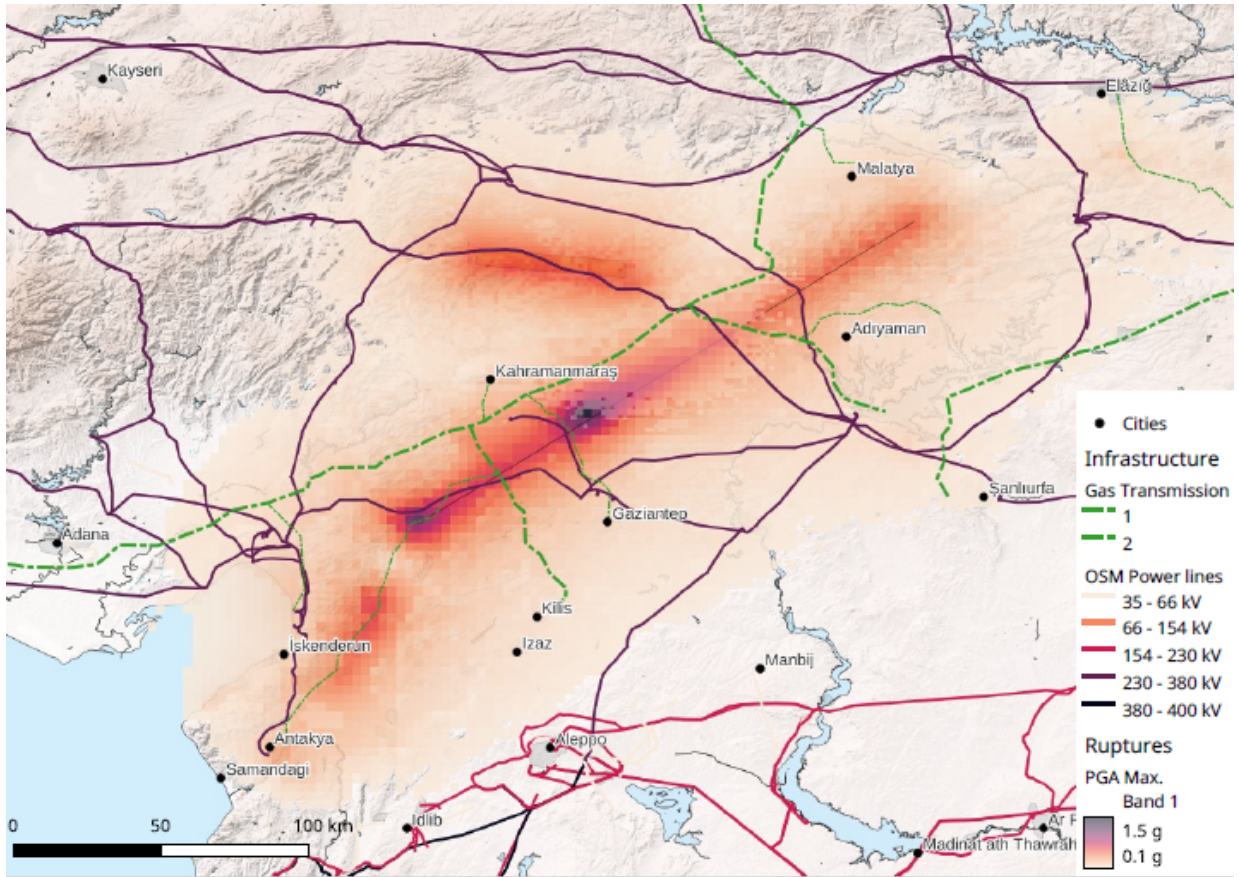 Kayseri
Elazığ
Malatya
Adıyaman
Kahramanmaraş
Gaziantep
Şanlıurfa
Adana
Kilis
Izaz
İskenderun
Manbij
Antakya
Aleppo
Samandagi
Idlib
Madinat ath Thawrah
0 50 100 km
Cities
Infrastructure
Gas Transmission
1
2
OSM Power lines
35 - 66 kV
66 - 154 kV
154 - 230 kV
230 - 380 kV
380 - 400 kV
Ruptures
PGA Max.
Band 1
1.5 g
0.1 g